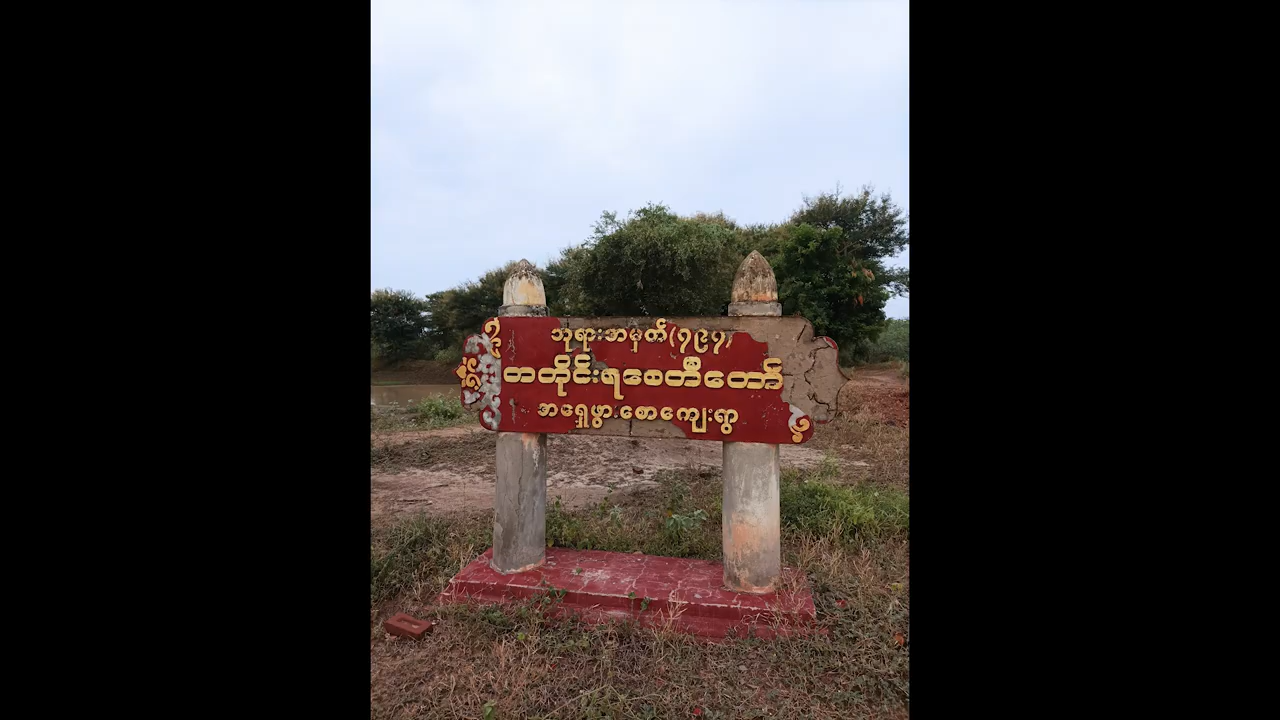 ဘုရားအမှတ်(၇၉၇)
တတိုင်းရစေတီတော်
အရှေ့ဖွားစောကျေးရွာ